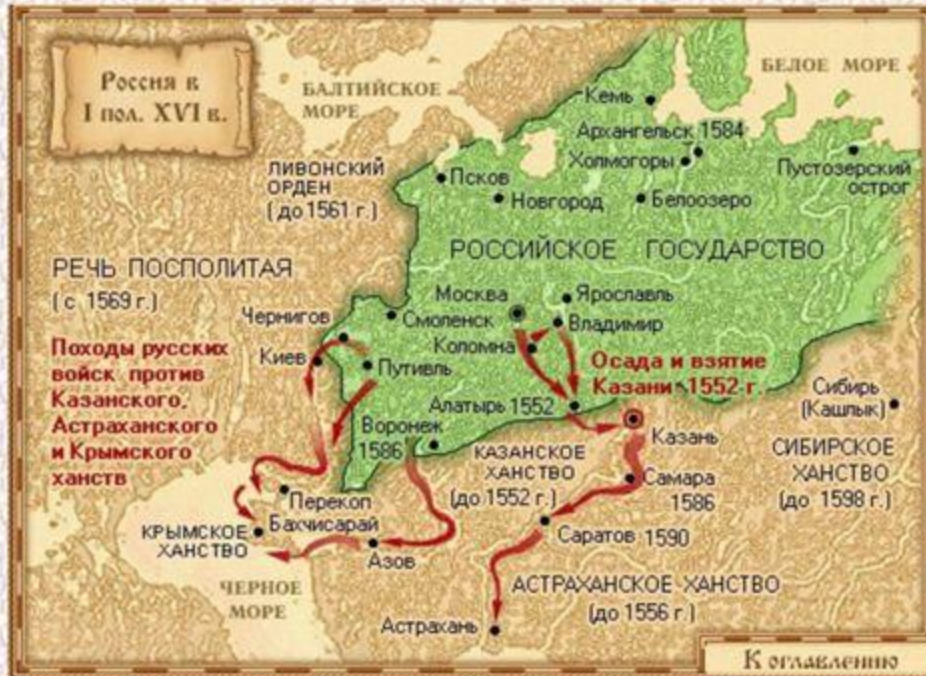 Россия в
I пол. XVI в.
БАЛТИЙСКОЕ
МОРЕ
БЕЛОЕ МОРЕ
Кемь
Архангельск 1584
Холмогоры
Пустозерский
острог
ЛИВОНСКИЙ
ОРДЕН
(до 1561 г.)
Псков
Новгород
Белоозеро
РОССИЙСКОЕ ГОСУДАРСТВО
РЕЧЬ ПОСПОЛИТАЯ
(с 1569 г.)
Москва
Ярославль
Чернигов
Смоленск
Владимир
Киев
Коломна
Путивль
Походы русских
войск против
Казанского,
Астраханского
и Крымского
ханств
Осада и взятие
Казани 1552 г.
Алатырь 1552
Сибирь
(Кашлык)
Воронеж
1586
Казань
КАЗАНСКОЕ
ХАНСТВО
(до 1552 г.)
СИБИРСКОЕ
ХАНСТВО
(до 1598 г.)
Самара
1586
Перекоп
Бахчисарай
КРЫМСКОЕ
ХАНСТВО
Саратов 1590
Азов
ЧЕРНОЕ
МОРЕ
АСТРАХАНСКОЕ ХАНСТВО
(до 1556 г.)
Астрахань
К оглавлению